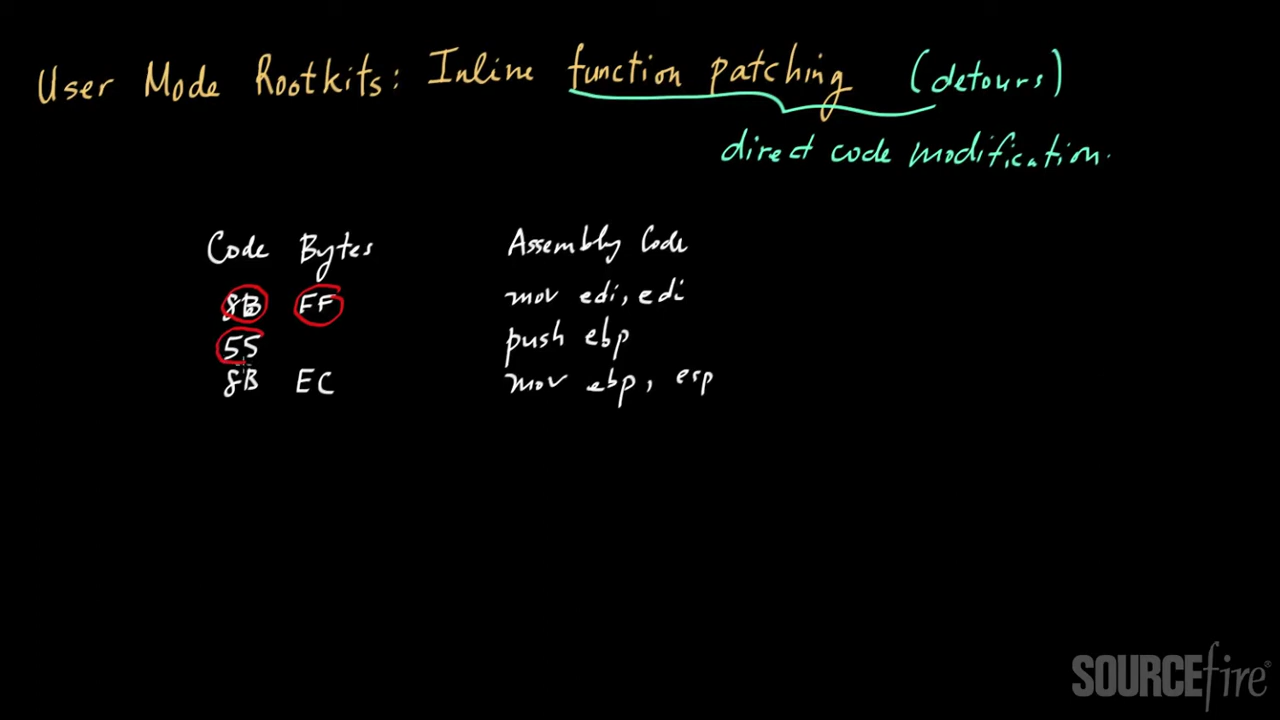 User Mode Rootkits: Inline function patching (detours)
direct code modification.
Code Bytes Assembly Code
8B FF mov edi, edi
55 push ebp
8B EC mov ebp, esp
SOURCEfire®